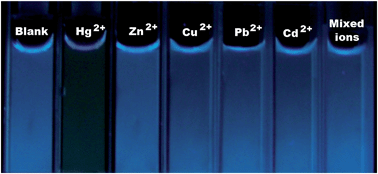 Blank
Hg2+
Zn2+
Cu2+
Pb2+
Cd2+
Mixed
ions